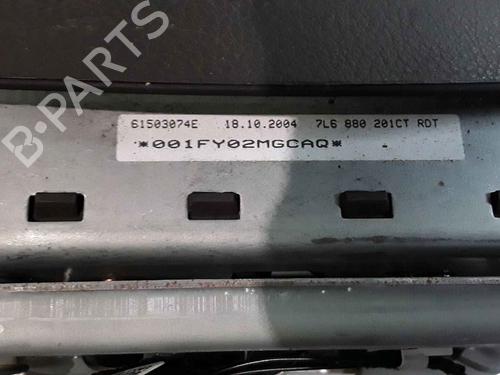 61503074E 18.10.2004 7L6 880 201CT RDT
*001FY02MGCAQ*
B-PARTS